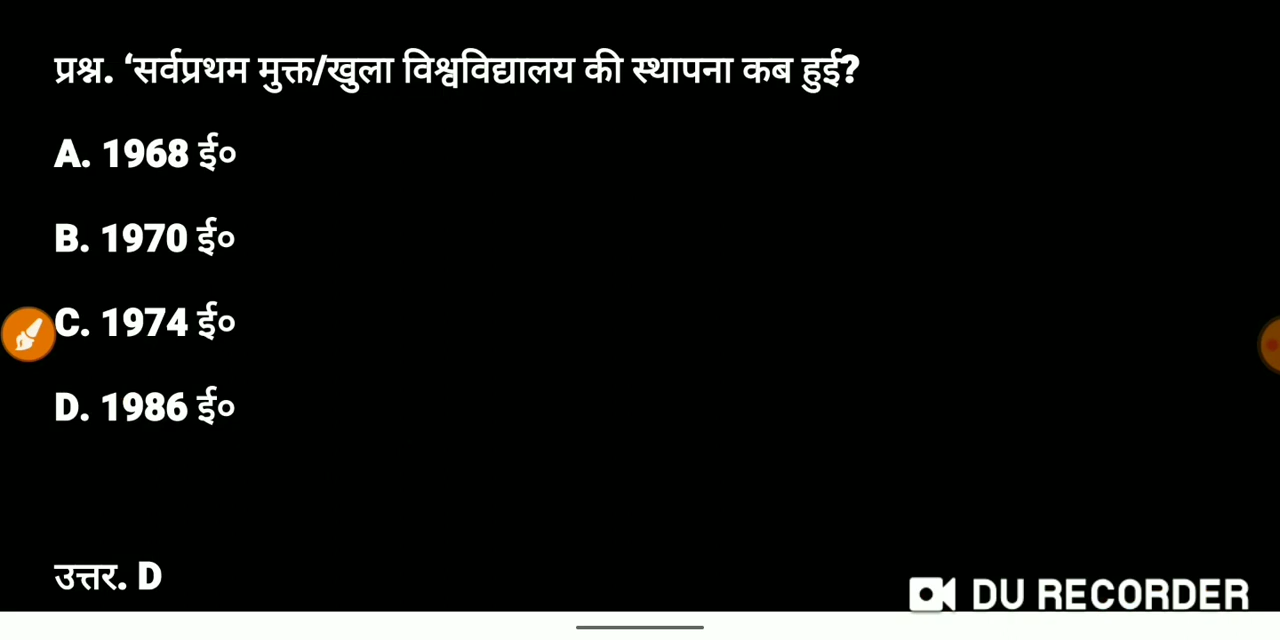 प्रश्न. ‘सर्वप्रथम मुक्त/खुला विश्वविद्यालय की स्थापना कब हुई?
A. 1968 ई०
B. 1970 ई०
C. 1974 ई०
D. 1986 ई०
उत्तर. D
DU RECORDER